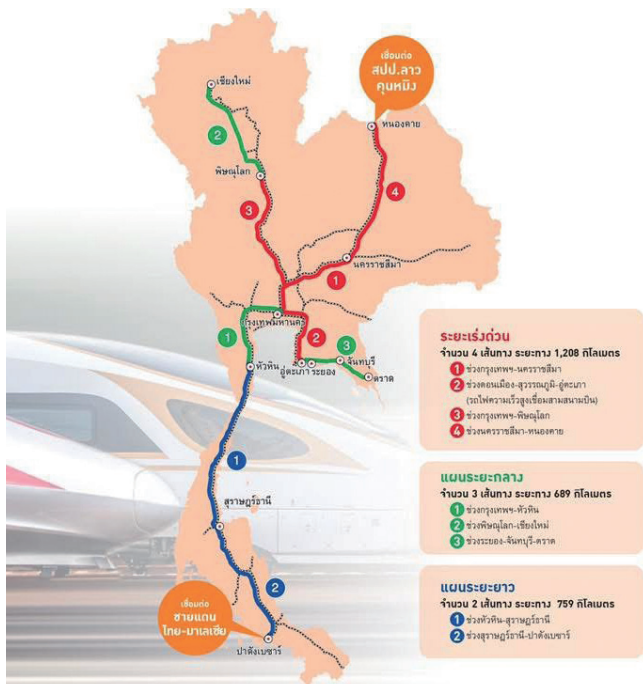 เชื่อมต่อ
สปป.ลาว
คุนหมิง
เชียงใหม่
หนองคาย
2
พิษณุโลก
4
3
นครราชสีมา
1
กรุงเทพมหานคร
1
2
3
จันทบุรี
หัวหิน
อู่ตะเภา
ระยอง
ตราด
1
สุราษฎร์ธานี
2
เชื่อมต่อ
ชายแดน
ไทย-มาเลเซีย
ปาดังเบซาร์
ระยะเร่งด่วน
จำนวน 4 เส้นทาง ระยะทาง 1,208 กิโลเมตร
1 ช่วงกรุงเทพฯ-นครราชสีมา
2 ช่วงดอนเมือง-สุวรรณภูมิ-อู่ตะเภา
(รถไฟความเร็วสูงเชื่อมสามสนามบิน)
3 ช่วงกรุงเทพฯ-พิษณุโลก
4 ช่วงนครราชสีมา-หนองคาย
แผนระยะกลาง
จำนวน 3 เส้นทาง ระยะทาง 689 กิโลเมตร
1 ช่วงกรุงเทพฯ-หัวหิน
2 ช่วงพิษณุโลก-เชียงใหม่
3 ช่วงระยอง-จันทบุรี-ตราด
แผนระยะยาว
จำนวน 2 เส้นทาง ระยะทาง 759 กิโลเมตร
1 ช่วงหัวหิน-สุราษฎร์ธานี
2 ช่วงสุราษฎร์ธานี-ปาดังเบซาร์